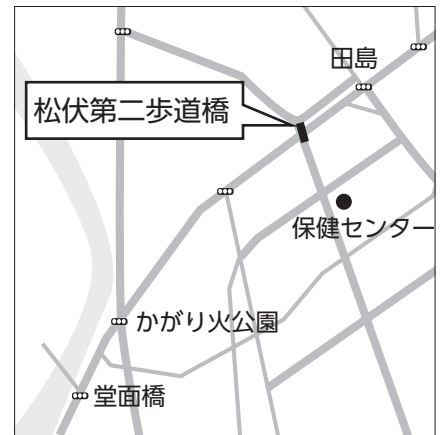 田島
松伏第二歩道橋
保健センター
かがり火公園
堂面橋